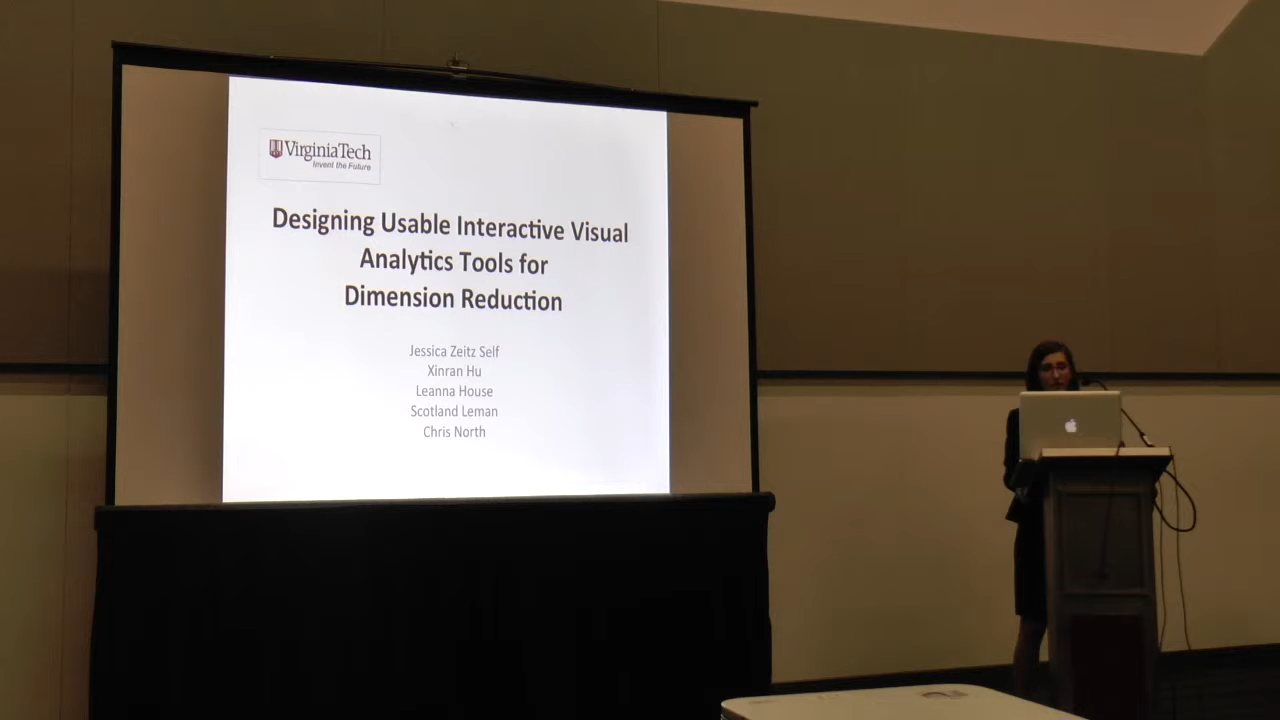 VirginiaTech
Invent the Future
Designing Usable Interactive Visual
Analytics Tools for
Dimension Reduction
Jessica Zeitz Self
Xinran Hu
Leanna House
Scotland Leman
Chris North